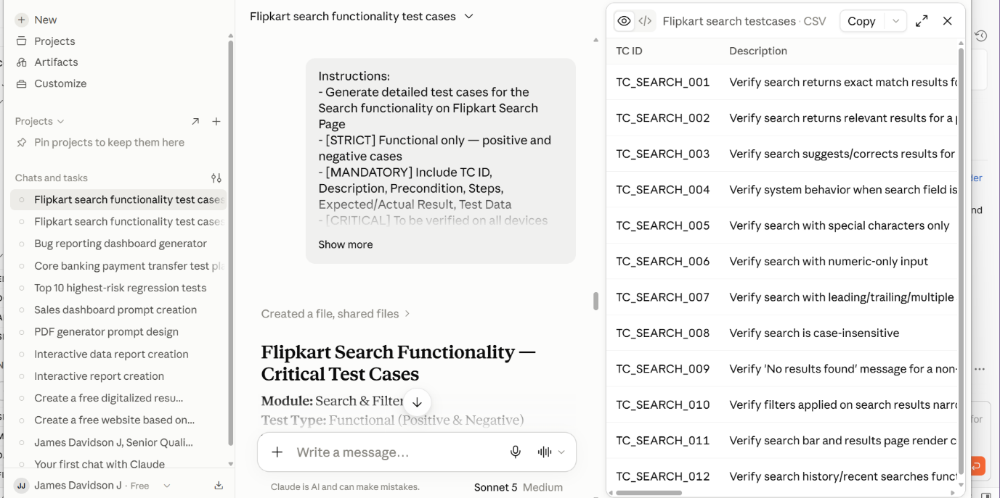 New
Projects
Artifacts
Customize
Projects
Pin projects to keep them here
Chats and tasks
Flipkart search functionality test cases
Flipkart search functionality test cases
Bug reporting dashboard generator
Core banking payment transfer test pla
Top 10 highest-risk regression tests
Sales dashboard prompt creation
PDF generator prompt design
Interactive data report creation
Interactive report creation
Create a free digitalized resu...
Create a free website based on...
James Davidson J, Senior Quali...
Your first chat with Claude
JJ James Davidson J · Free
Flipkart search functionality test cases
Instructions:
- Generate detailed test cases for the
Search functionality on Flipkart Search
Page
- [STRICT] Functional only — positive and
negative cases
- [MANDATORY] Include TC ID,
Description, Precondition, Steps,
Expected/Actual Result, Test Data
- [CRITICAL] To be verified on all devices
Show more
Created a file, shared files
Flipkart Search Functionality —
Critical Test Cases
Module: Search & Filter
Test Type: Functional (Positive & Negative)
Write a message...
Claude is AI and can make mistakes.
Sonnet 5 Medium
Flipkart search testcases · CSV
Copy
TC ID Description
TC_SEARCH_001 Verify search returns exact match results fo
TC_SEARCH_002 Verify search returns relevant results for a p
TC_SEARCH_003 Verify search suggests/corrects results for
TC_SEARCH_004 Verify system behavior when search field is
TC_SEARCH_005 Verify search with special characters only
TC_SEARCH_006 Verify search with numeric-only input
TC_SEARCH_007 Verify search with leading/trailing/multiple
TC_SEARCH_008 Verify search is case-insensitive
TC_SEARCH_009 Verify 'No results found' message for a non-
TC_SEARCH_010 Verify filters applied on search results narro
TC_SEARCH_011 Verify search bar and results page render c
TC_SEARCH_012 Verify search history/recent searches funct
der
nd
for